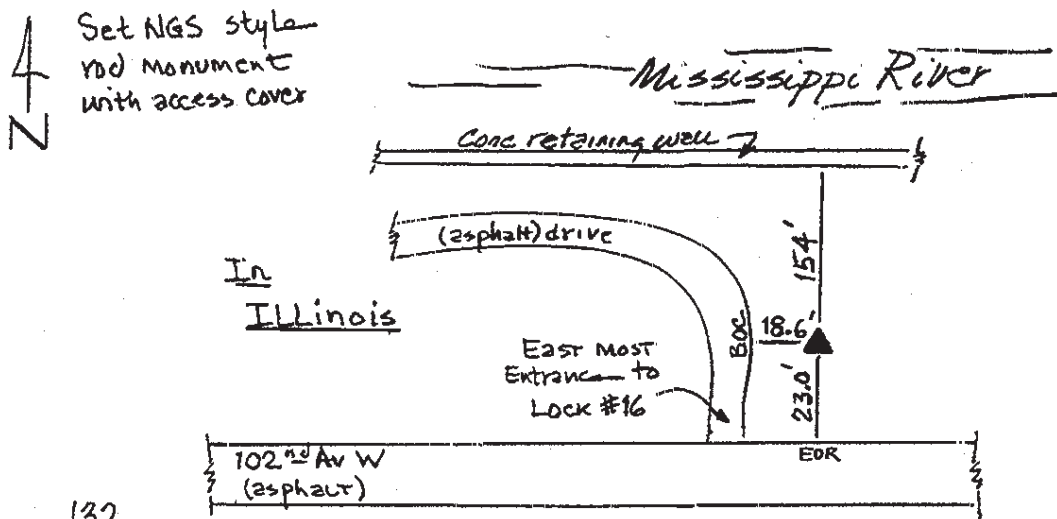 Set NGS style
rod monument
with access cover
N
Mississippi River
Conc retaining wall
(asphalt) drive
In
ILLinois
154'
BOC
18.6'
23.0'
East most
Entrance to
Lock #16
102nd Av W
(asphalt)
EOR
132